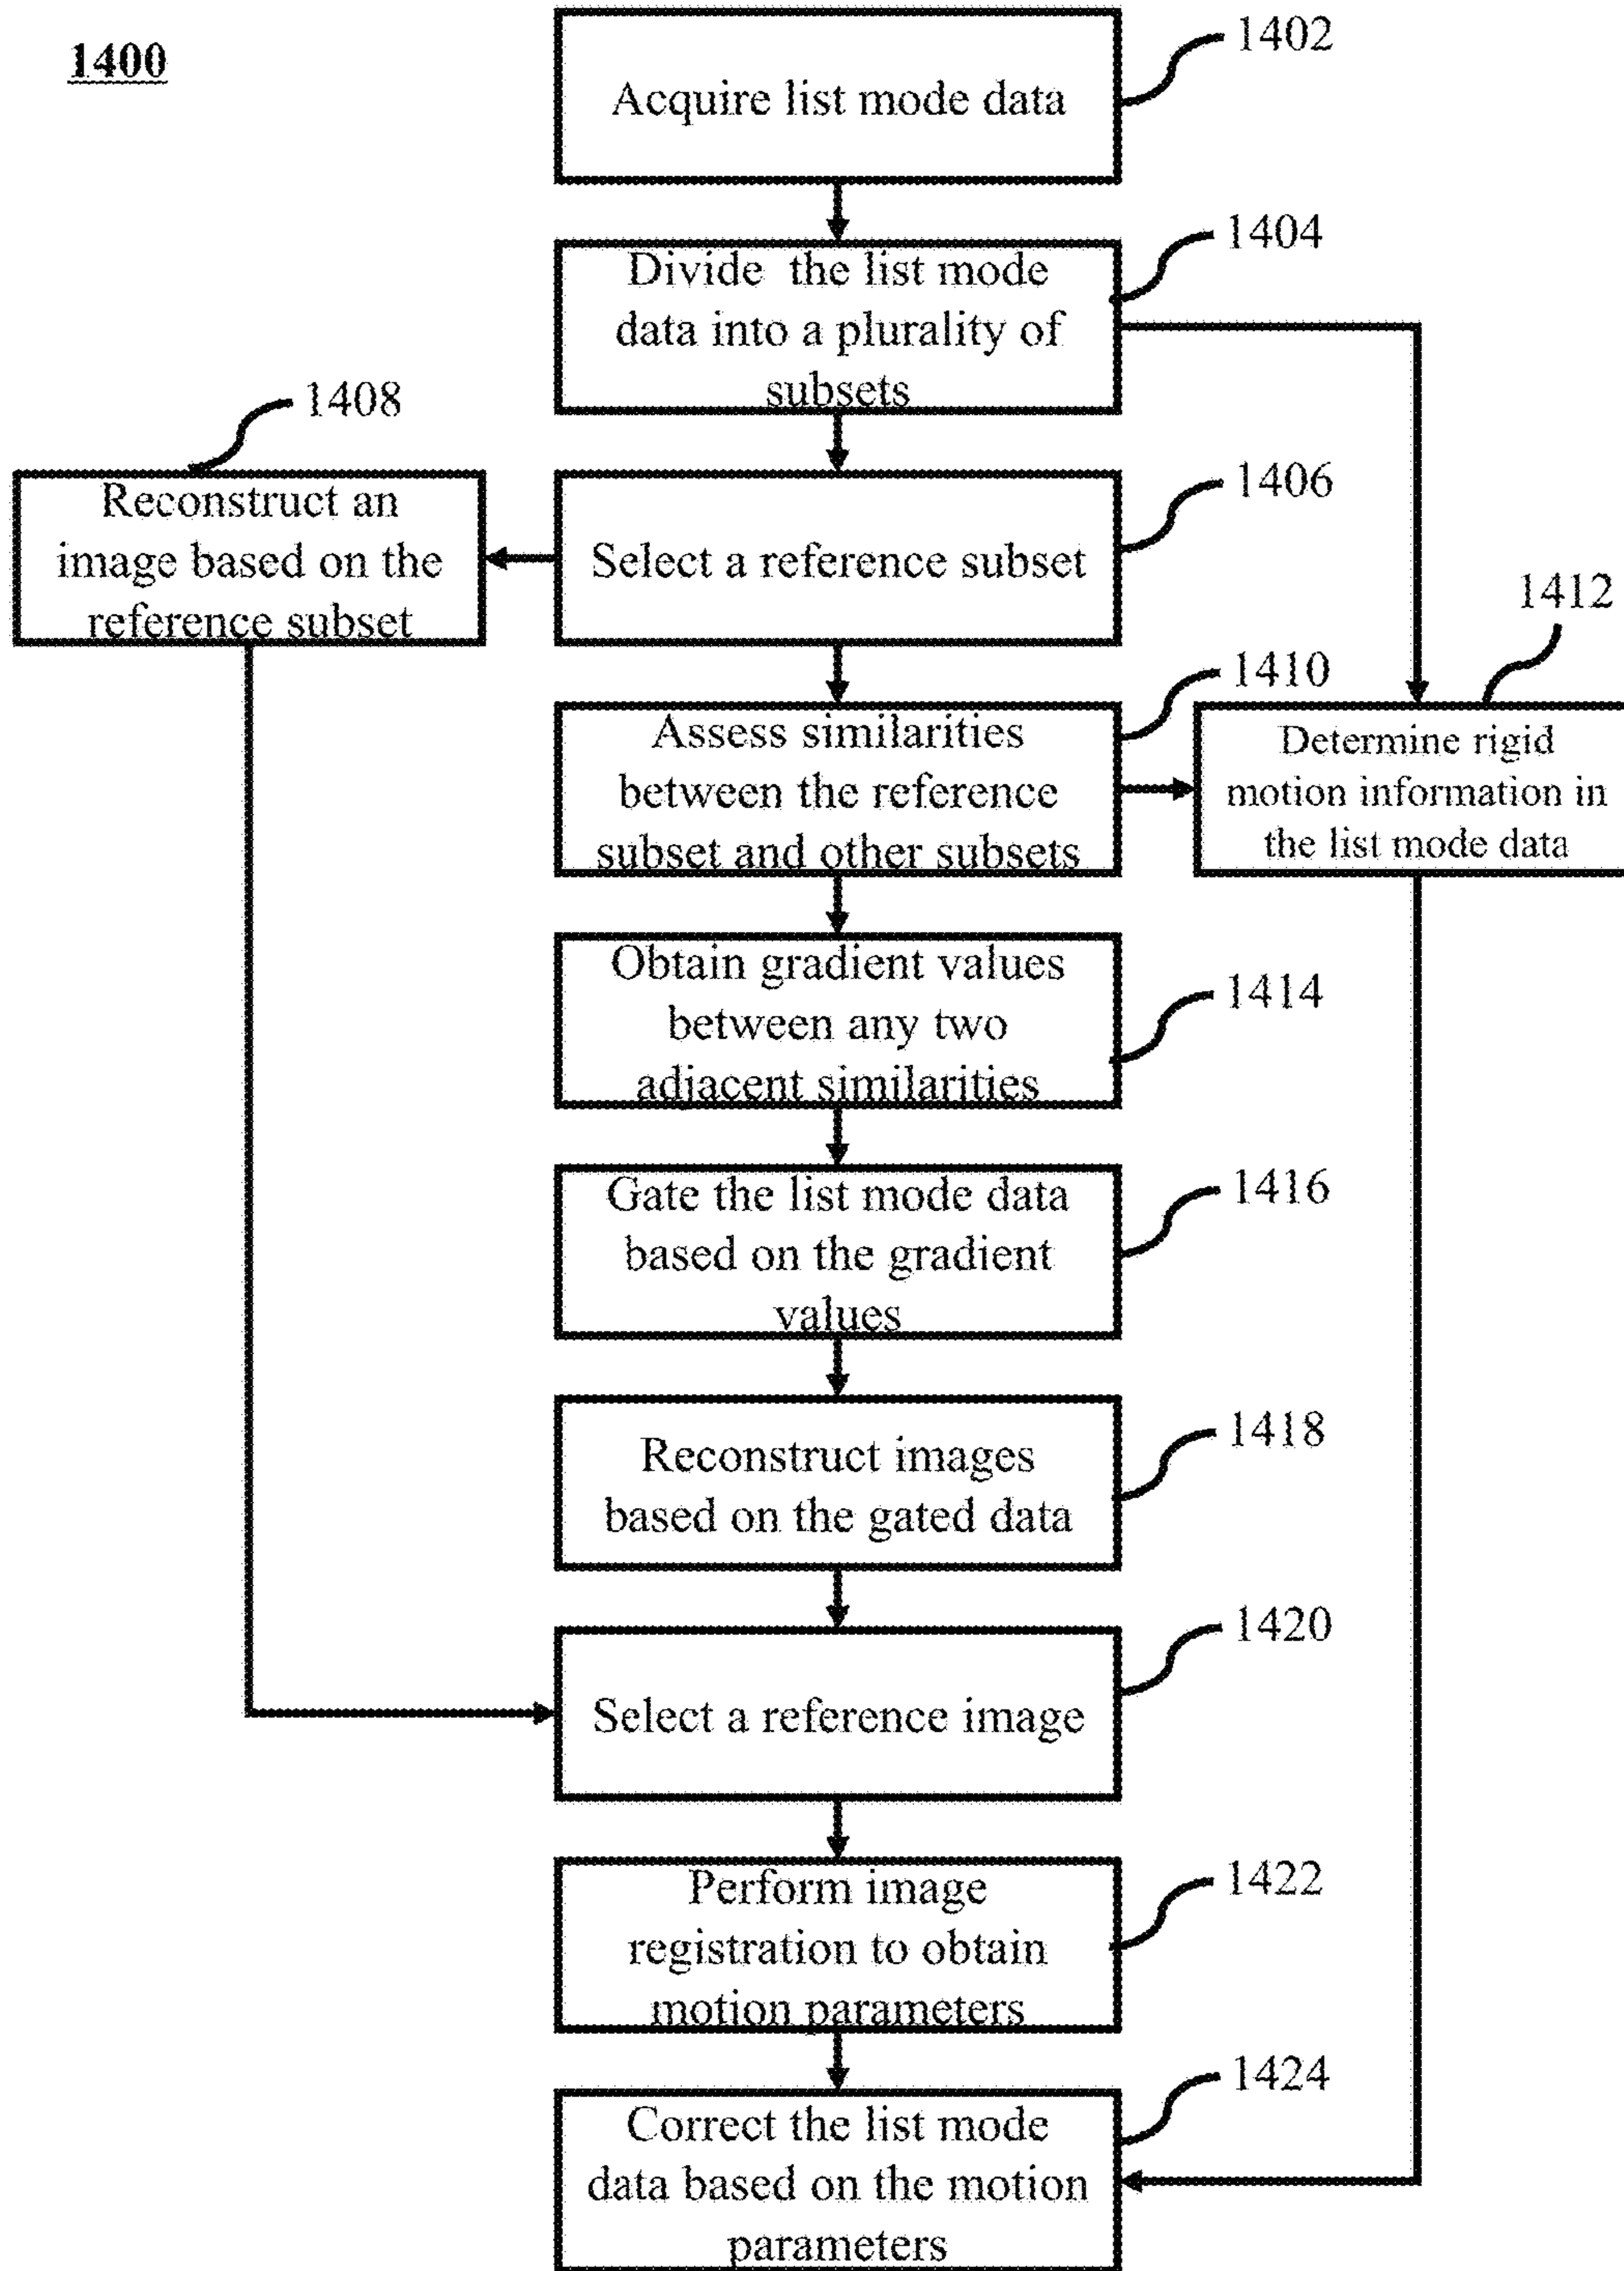 1400
1402
Acquire list mode data
1404
Divide the list mode
data into a plurality of
subsets
1408
Reconstruct an
image based on the
reference subset
1406
Select a reference subset
1412
1410
Assess similarities
between the reference
subset and other subsets
Determine rigid
motion information in
the list mode data
Obtain gradient values
between any two
adjacent similarities
1414
Gate the list mode data
based on the gradient
values
1416
Reconstruct images
based on the gated data
1418
1420
Select a reference image
Perform image
registration to obtain
motion parameters
1422
1424
Correct the list mode
data based on the motion
parameters